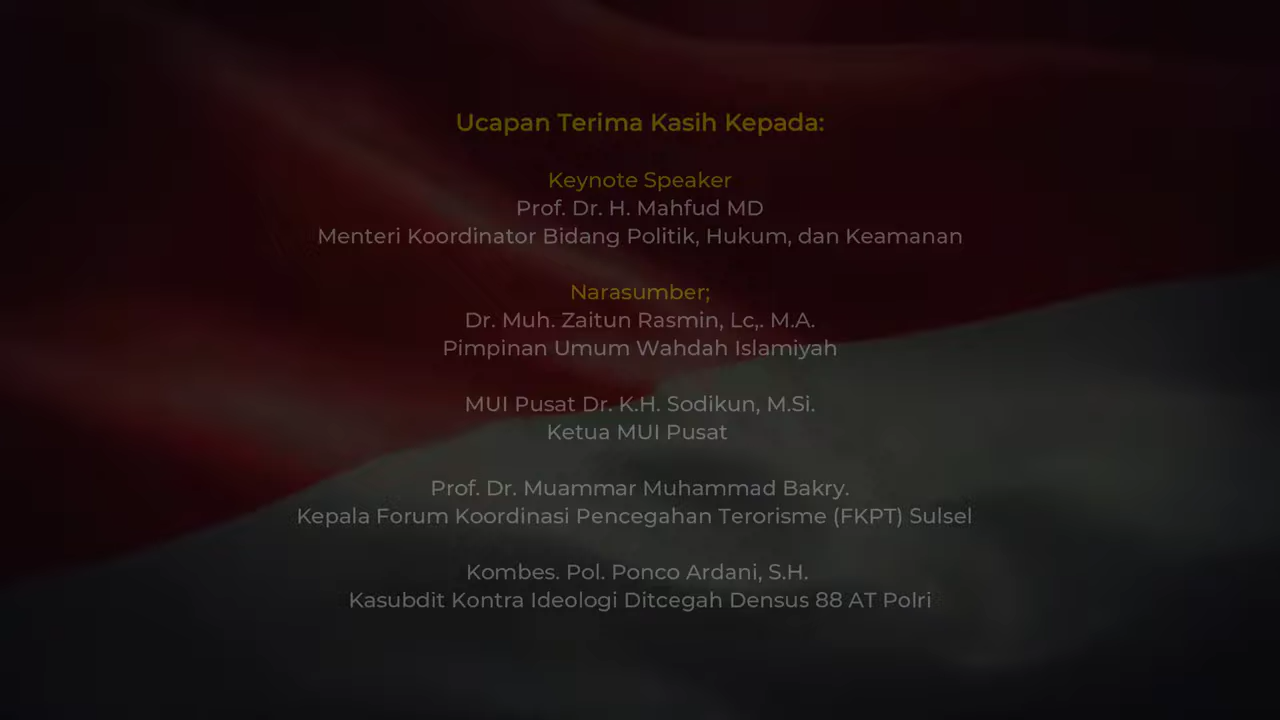 Ucapan Terima Kasih Kepada:
Keynote Speaker
Prof. Dr. H. Mahfud MD
Menteri Koordinator Bidang Politik, Hukum, dan Keamanan
Narasumber;
Dr. Muh. Zaitun Rasmin, Lc,. M.A.
Pimpinan Umum Wahdah Islamiyah
MUI Pusat Dr. K.H. Sodikun, M.Si.
Ketua MUI Pusat
Prof. Dr. Muammar Muhammad Bakry.
Kepala Forum Koordinasi Pencegahan Terorisme (FKPT) Sulsel
Kombes. Pol. Ponco Ardani, S.H.
Kasubdit Kontra Ideologi Ditcegah Densus 88 AT Polri